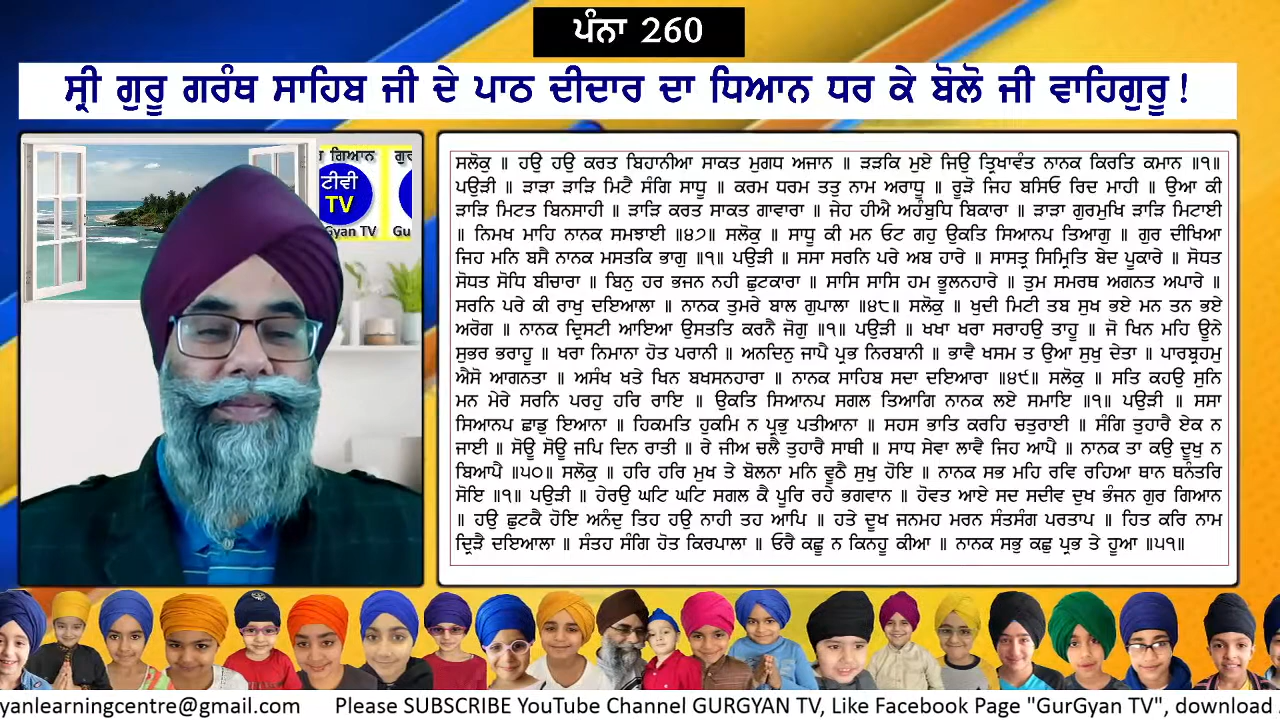 ਪੰਨਾ 260
ਸ੍ਰੀ ਗੁਰੂ ਗਰੰਥ ਸਾਹਿਬ ਜੀ ਦੇ ਪਾਠ ਦੀਦਾਰ ਦਾ ਧਿਆਨ ਧਰ ਕੇ ਬੋਲੋ ਜੀ ਵਾਹਿਗੁਰੂ !
ਗਿਆਨ
ਟੀਵੀ
TV
Gyan TV
ਸਲੋਕੁ ॥ ਹਉ ਹਉ ਕਰਤ ਬਿਹਾਨੀਆ ਸਾਕਤ ਮੁਗਧ ਅਜਾਨ ॥ ੜੜਕਿ ਮੁਏ ਜਿਉ ਤ੍ਰਿਖਾਵੰਤ ਨਾਨਕ ਕਿਰਤਿ ਕਮਾਨ ॥੧॥
ਪਉੜੀ ॥ ੜਾੜਾ ੜਾੜਿ ਮਿਟੈ ਸੰਗਿ ਸਾਧੂ ॥ ਕਰਮ ਧਰਮ ਤਤੁ ਨਾਮ ਅਰਾਧੂ ॥ ਰੂੜੋ ਜਿਹ ਬਸਿਓ ਰਿਦ ਮਾਹੀ ॥ ਉਆ ਕੀ
ੜਾੜਿ ਮਿਟਤ ਬਿਨਸਾਹੀ ॥ ੜਾੜਿ ਕਰਤ ਸਾਕਤ ਗਾਵਾਰਾ ॥ ਜੇਹ ਹੀਐ ਅਹੰਬੁਧਿ ਬਿਕਾਰਾ ॥ ੜਾੜਾ ਗੁਰਮੁਖਿ ੜਾੜਿ ਮਿਟਾਈ
॥ ਨਿਮਖ ਮਾਹਿ ਨਾਨਕ ਸਮਝਾਈ ॥੪੭॥ ਸਲੋਕੁ ॥ ਸਾਧੂ ਕੀ ਮਨ ਓਟ ਗਹੁ ਉਕਤਿ ਸਿਆਨਪ ਤਿਆਗੁ ॥ ਗੁਰ ਦੀਖਿਆ
ਜਿਹ ਮਨਿ ਬਸੈ ਨਾਨਕ ਮਸਤਕਿ ਭਾਗੁ ॥੧॥ ਪਉੜੀ ॥ ਸਸਾ ਸਰਨਿ ਪਰੇ ਅਬ ਹਾਰੇ ॥ ਸਾਸਤ੍ਰ ਸਿਮ੍ਰਿਤਿ ਬੇਦ ਪੂਕਾਰੇ ॥ ਸੋਧਤ
ਸੋਧਤ ਸੋਧਿ ਬੀਚਾਰਾ ॥ ਬਿਨੁ ਹਰ ਭਜਨ ਨਹੀ ਛੁਟਕਾਰਾ ॥ ਸਾਸਿ ਸਾਸਿ ਹਮ ਭੂਲਨਹਾਰੇ ॥ ਤੁਮ ਸਮਰਥ ਅਗਨਤ ਅਪਾਰੇ ॥
ਸਰਨਿ ਪਰੇ ਕੀ ਰਾਖੁ ਦਇਆਲਾ ॥ ਨਾਨਕ ਤੁਮਰੇ ਬਾਲ ਗੁਪਾਲਾ ॥੪੮॥ ਸਲੋਕੁ ॥ ਖੁਦੀ ਮਿਟੀ ਤਬ ਸੁਖ ਭਏ ਮਨ ਤਨ ਭਏ
ਅਰੋਗ ॥ ਨਾਨਕ ਦ੍ਰਿਸਟੀ ਆਇਆ ਉਸਤਤਿ ਕਰਨੈ ਜੋਗੁ ॥੧॥ ਪਉੜੀ ॥ ਖਖਾ ਖਰਾ ਸਰਾਹਉ ਤਾਹੂ ॥ ਜੋ ਖਿਨ ਮਹਿ ਊਨੇ
ਸੁਭਰ ਭਰਾਹੂ ॥ ਖਰਾ ਨਿਮਾਨਾ ਹੋਤ ਪਰਾਨੀ ॥ ਅਨਦਿਨੁ ਜਾਪੈ ਪ੍ਰਭ ਨਿਰਬਾਨੀ ॥ ਭਾਵੈ ਖਸਮ ਤ ਉਆ ਸੁਖੁ ਦੇਤਾ ॥ ਪਾਰਬ੍ਰਹਮੁ
ਐਸੋ ਆਗਨਤਾ ॥ ਅਸੰਖ ਖਤੇ ਖਿਨ ਬਖਸਨਹਾਰਾ ॥ ਨਾਨਕ ਸਾਹਿਬ ਸਦਾ ਦਇਆਰਾ ॥੪੯॥ ਸਲੋਕੁ ॥ ਸਤਿ ਕਹਉ ਸੁਨਿ
ਮਨ ਮੇਰੇ ਸਰਨਿ ਪਰਹੁ ਹਰਿ ਰਾਇ ॥ ਉਕਤਿ ਸਿਆਨਪ ਸਗਲ ਤਿਆਗਿ ਨਾਨਕ ਲਏ ਸਮਾਇ ॥੧॥ ਪਉੜੀ ॥ ਸਸਾ
ਸਿਆਨਪ ਛਾਡੁ ਇਆਨਾ ॥ ਹਿਕਮਤਿ ਹੁਕਮਿ ਨ ਪ੍ਰਭੁ ਪਤੀਆਨਾ ॥ ਸਹਸ ਭਾਤਿ ਕਰਹਿ ਚਤੁਰਾਈ ॥ ਸੰਗਿ ਤੁਹਾਰੈ ਏਕ ਨ
ਜਾਈ ॥ ਸੋਊ ਸੋਊ ਜਪਿ ਦਿਨ ਰਾਤੀ ॥ ਰੇ ਜੀਅ ਚਲੈ ਤੁਹਾਰੈ ਸਾਥੀ ॥ ਸਾਧ ਸੇਵਾ ਲਾਵੈ ਜਿਹ ਆਪੈ ॥ ਨਾਨਕ ਤਾ ਕਉ ਦੂਖੁ ਨ
ਬਿਆਪੈ ॥੫੦॥ ਸਲੋਕੁ ॥ ਹਰਿ ਹਰਿ ਮੁਖ ਤੇ ਬੋਲਨਾ ਮਨਿ ਵੂਠੈ ਸੁਖੁ ਹੋਇ ॥ ਨਾਨਕ ਸਭ ਮਹਿ ਰਵਿ ਰਹਿਆ ਥਾਨ ਥਨੰਤਰਿ
ਸੋਇ ॥੧॥ ਪਉੜੀ ॥ ਹੇਰਉ ਘਟਿ ਘਟਿ ਸਗਲ ਕੈ ਪੂਰਿ ਰਹੇ ਭਗਵਾਨ ॥ ਹੋਵਤ ਆਏ ਸਦ ਸਦੀਵ ਦੁਖ ਭੰਜਨ ਗੁਰ ਗਿਆਨ
॥ ਹਉ ਛੁਟਕੈ ਹੋਇ ਅਨੰਦੁ ਤਿਹ ਹਉ ਨਾਹੀ ਤਹ ਆਪਿ ॥ ਹਤੇ ਦੂਖ ਜਨਮਹ ਮਰਨ ਸੰਤਸੰਗ ਪਰਤਾਪ ॥ ਹਿਤ ਕਰਿ ਨਾਮ
ਦ੍ਰਿੜੈ ਦਇਆਲਾ ॥ ਸੰਤਹ ਸੰਗਿ ਹੋਤ ਕਿਰਪਾਲਾ ॥ ਓਰੈ ਕਛੂ ਨ ਕਿਨਹੂ ਕੀਆ ॥ ਨਾਨਕ ਸਭੁ ਕਛੁ ਪ੍ਰਭ ਤੇ ਹੂਆ ॥੫੧॥
yanlearningcentre@gmail.com Please SUBSCRIBE YouTube Channel GURGYAN TV, Like Facebook Page "GurGyan TV", download